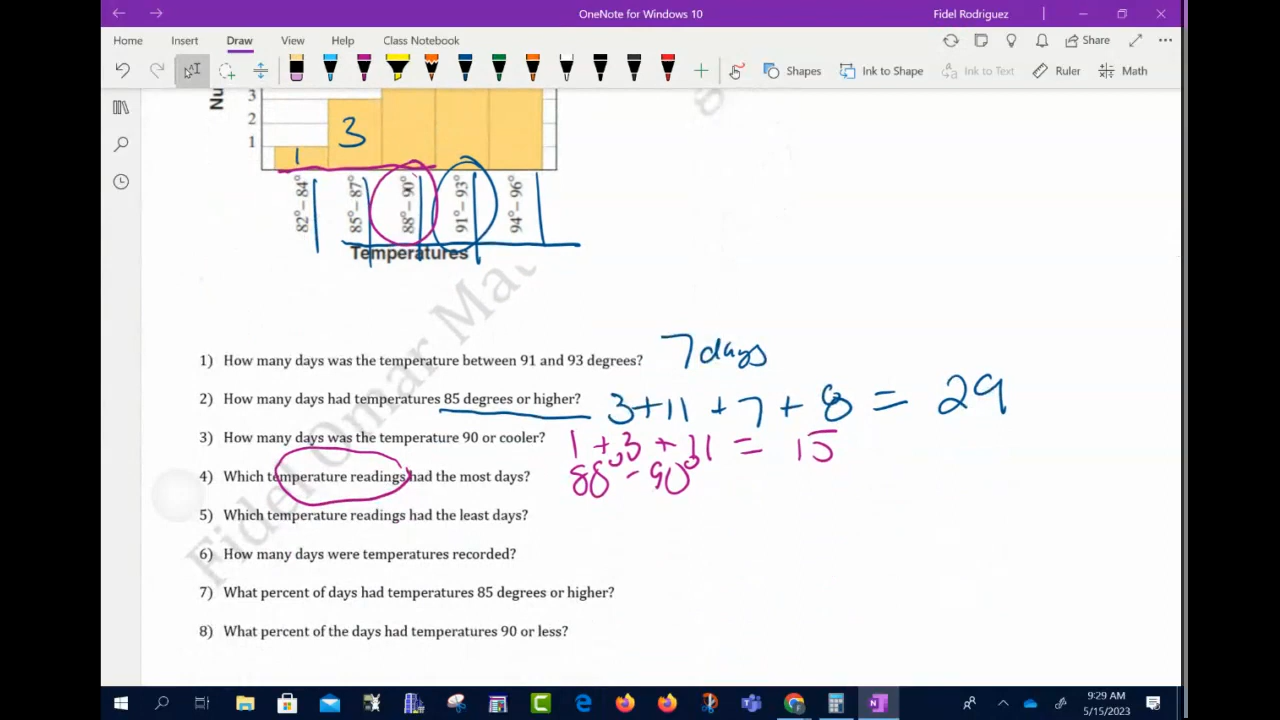 OneNote for Windows 10
Fidel Rodriguez
Home Insert Draw View Help Class Notebook Share
Shapes Ink to Shape Ink to Text Ruler Math
Nu
3
2
1
1
3
82°– 84°
85°– 87°
88°– 90°
91°– 93°
94°– 96°
Temperatures
1) How many days was the temperature between 91 and 93 degrees? 7 days
2) How many days had temperatures 85 degrees or higher? 3+11 + 7 + 8 = 29
3) How many days was the temperature 90 or cooler? 1 + 3 + 11 = 15
4) Which temperature readings had the most days? 88° - 90°
5) Which temperature readings had the least days?
6) How many days were temperatures recorded?
7) What percent of days had temperatures 85 degrees or higher?
8) What percent of the days had temperatures 90 or less?
Fidel Omar Ma
9:29 AM
5/15/2023